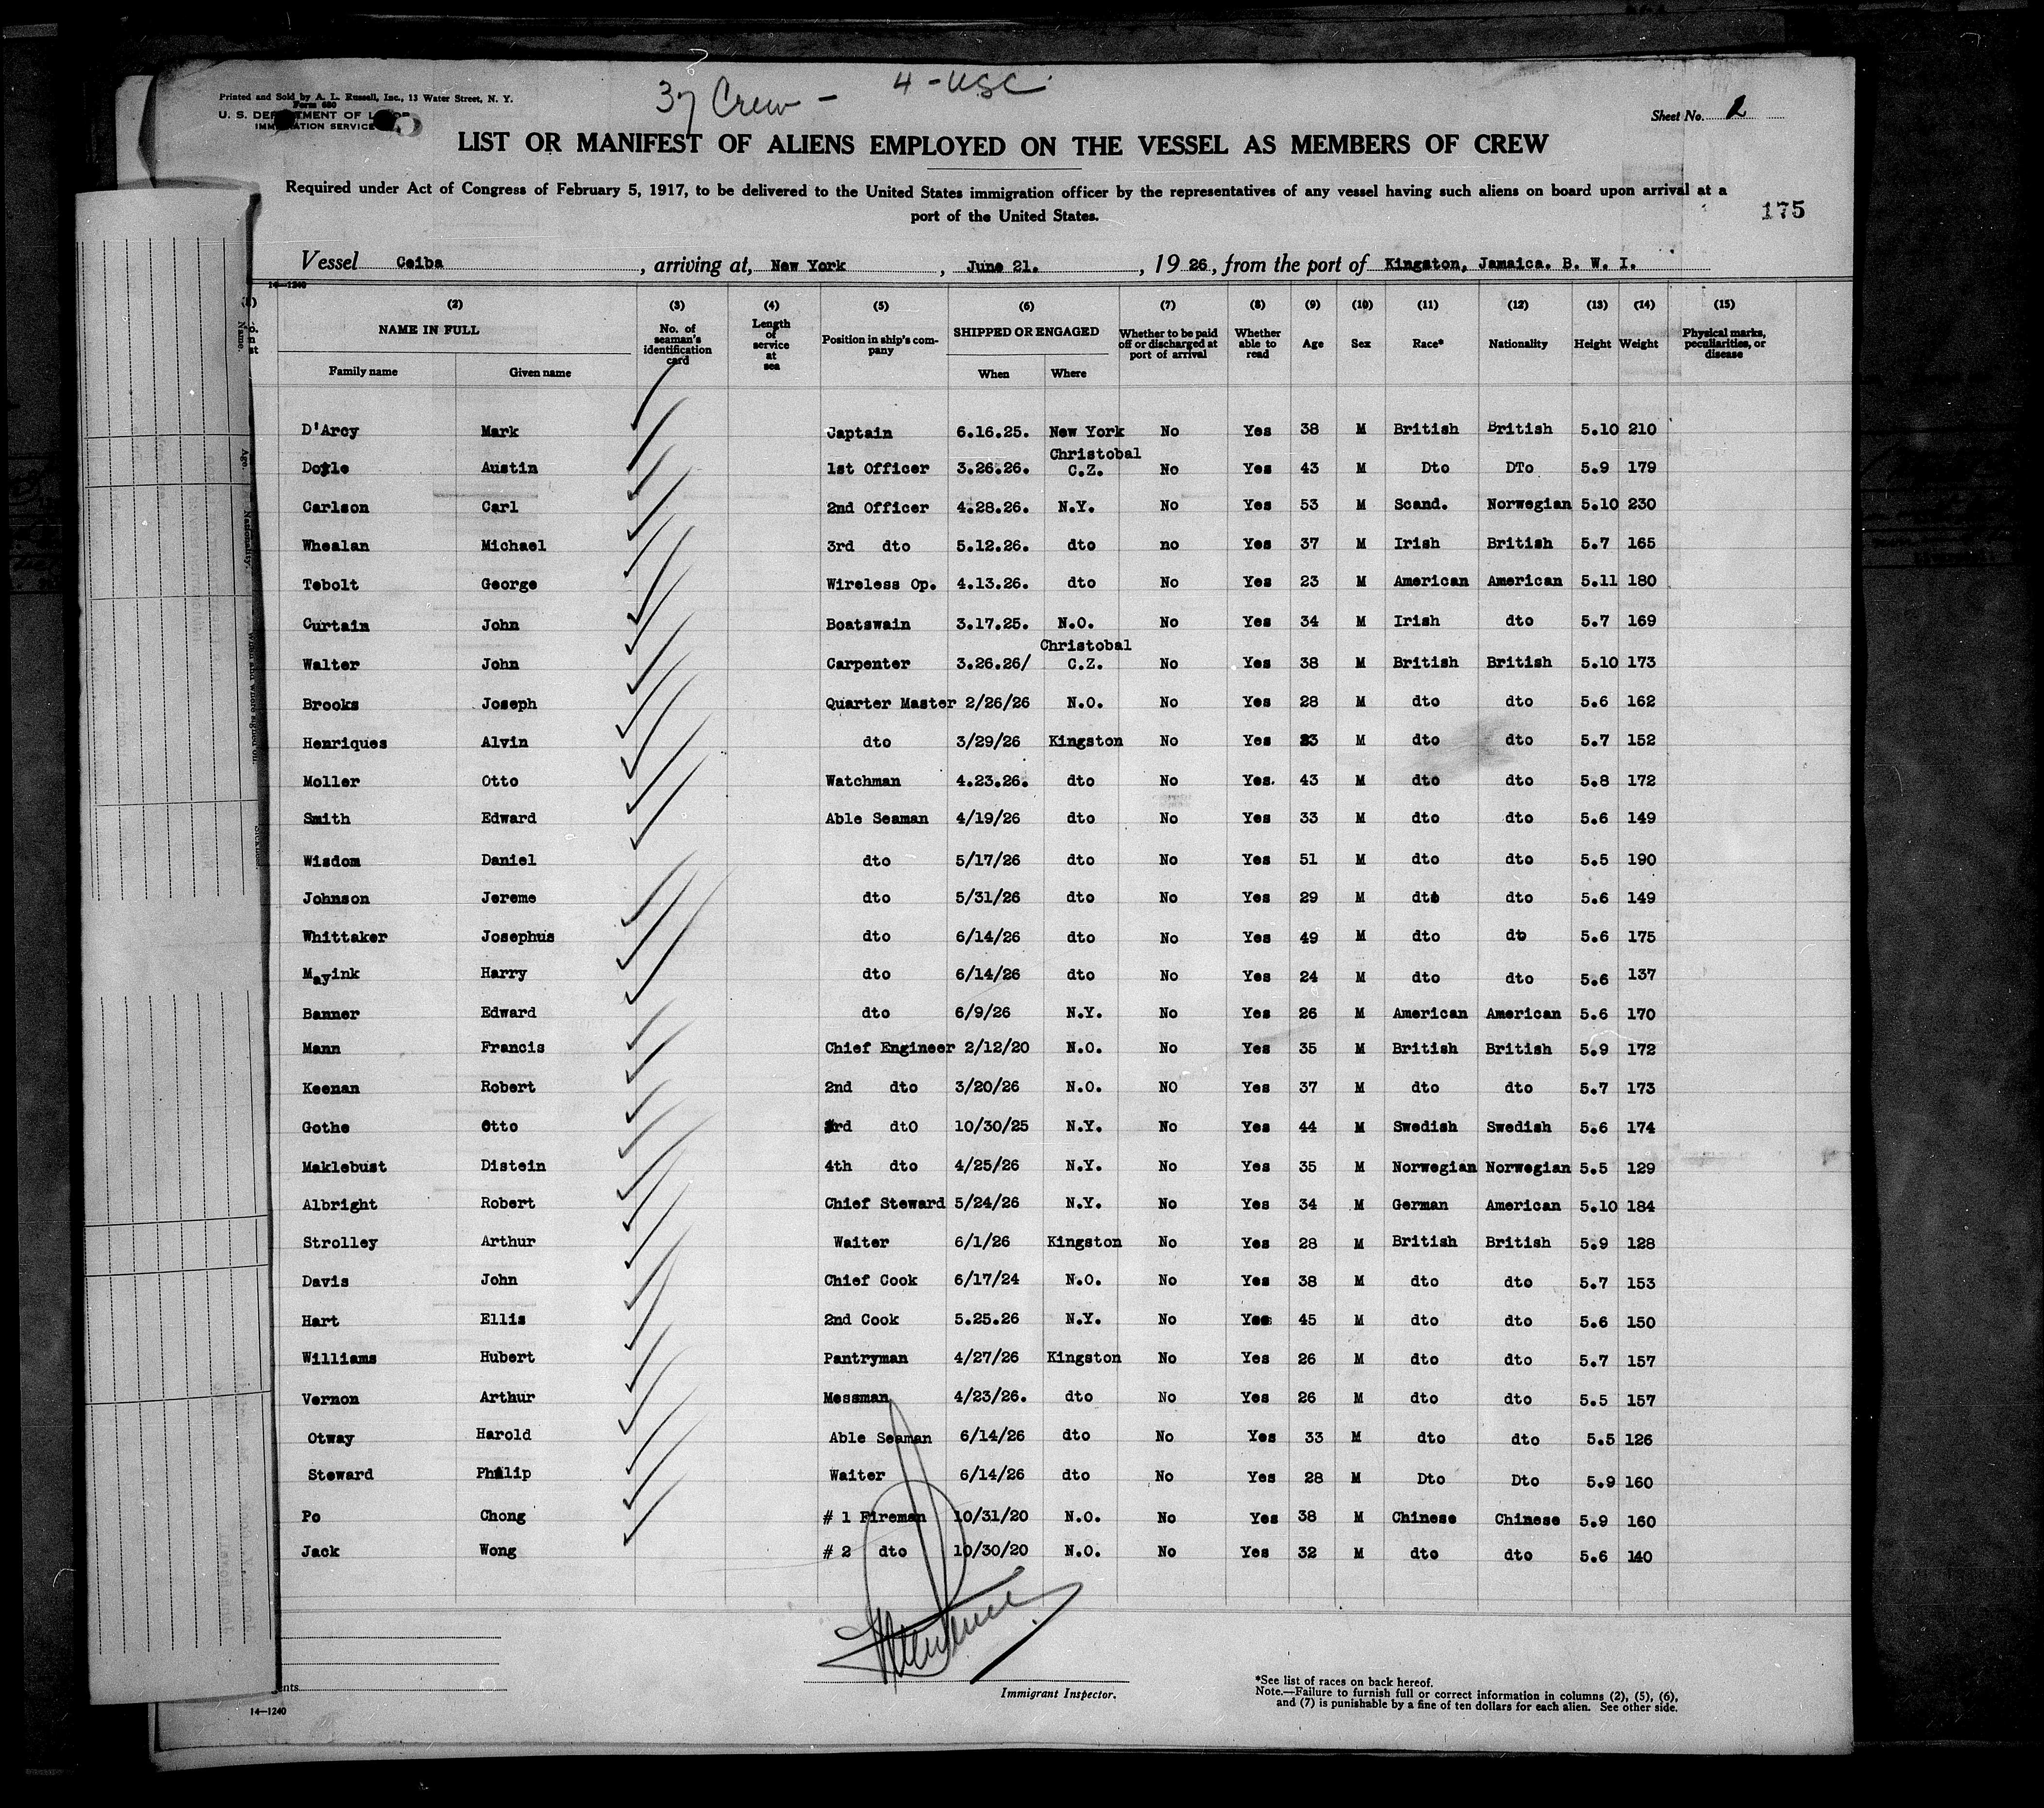 37 Crew - 4 - USC
Printed and Sold by A. L. Russell, Inc., 13 Water Street, N. Y.
Form 680
U. S. DEPARTMENT OF LABOR
IMMIGRATION SERVICE
Sheet No. 1
LIST OR MANIFEST OF ALIENS EMPLOYED ON THE VESSEL AS MEMBERS OF CREW
Required under Act of Congress of February 5, 1917, to be delivered to the United States immigration officer by the representatives of any vessel having such aliens on board upon arrival at a
port of the United States.
175
Vessel Ceiba, arriving at, New York, June 21., 1926, from the port of Kingston, Jamaica. B. W. I.
14—1240
(2) (3) (4) (5) (6) (7) (8) (9) (10) (11) (12) (13) (14) (15)
NAME IN FULL No. of seaman's identification card Length of service at sea Position in ship's company SHIPPED OR ENGAGED Whether to be paid off or discharged at port of arrival Whether able to read Age Sex Race* Nationality Height Weight Physical marks, peculiarities, or disease
Family name Given name When Where
D'Arcy Mark Captain 6.16.25. New York No Yes 38 M British British 5.10 210
Doyle Austin 1st Officer 3.26.26. Christobal C.Z. No Yes 43 M Dto DTo 5.9 179
Carlson Carl 2nd Officer 4.28.26. N.Y. No Yes 53 M Scand. Norwegian 5.10 230
Whealan Michael 3rd dto 5.12.26. dto no Yes 37 M Irish British 5.7 165
Tebolt George Wireless Op. 4.13.26. dto No Yes 23 M American American 5.11 180
Curtain John Boatswain 3.17.25. N.O. No Yes 34 M Irish dto 5.7 169
Walter John Carpenter 3.26.26/ Christobal C.Z. No Yes 38 M British British 5.10 173
Brooks Joseph Quarter Master 2/26/26 N.O. No Yes 28 M dto dto 5.6 162
Henriques Alvin dto 3/29/26 Kingston No Yes 23 M dto dto 5.7 152
Moller Otto Watchman 4.23.26. dto No Yes. 43 M dto dto 5.8 172
Smith Edward Able Seaman 4/19/26 dto No Yes 33 M dto dto 5.6 149
Wisdom Daniel dto 5/17/26 dto No Yes 51 M dto dto 5.5 190
Johnson Jereme dto 5/31/26 dto No Yes 29 M dto dto 5.6 149
Whittaker Josephus dto 6/14/26 dto No Yes 49 M dto dto 5.6 175
Mayink Harry dto 6/14/26 dto No Yes 24 M dto dto 5.6 137
Banner Edward dto 6/9/26 N.Y. No Yes 26 M American American 5.6 170
Mann Francis Chief Engineer 2/12/20 N.O. No Yes 35 M British British 5.9 172
Keenan Robert 2nd dto 3/20/26 N.O. NO Yes 37 M dto dto 5.7 173
Gothe Otto 3rd dtO 10/30/25 N.Y. No Yes 44 M Swedish Swedish 5.6 174
Maklebust Distein 4th dto 4/25/26 N.Y. No Yes 35 M Norwegian Norwegian 5.5 129
Albright Robert Chief Steward 5/24/26 N.Y. No Yes 34 M German American 5.10 184
Strolley Arthur Waiter 6/1/26 Kingston No Yes 28 M British British 5.9 128
Davis John Chief Cook 6/17/24 N.O. No Yes 38 M dto dto 5.7 153
Hart Ellis 2nd Cook 5.25.26 N.Y. No Yes 45 M dto dto 5.6 150
Williams Hubert Pantryman 4/27/26 Kingston No Yes 26 M dto dto 5.7 157
Vernon Arthur Messman 4/23/26. dto No Yes 26 M dto dto 5.5 157
Otway Harold Able Seaman 6/14/26 dto No Yes 33 M dto dto 5.5 126
Steward Philip Waiter 6/14/26 dto No Yes 28 M Dto Dto 5.9 160
Po Chong # 1 Fireman 10/31/20 N.O. No Yes 38 M Chinese Chinese 5.9 160
Jack Wong # 2 dto 10/30/20 N.O. No Yes 32 M dto dto 5.6 140
Immigrant Inspector.
*See list of races on back hereof.
Note.—Failure to furnish full or correct information in columns (2), (5), (6),
and (7) is punishable by a fine of ten dollars for each alien. See other side.
14—1240